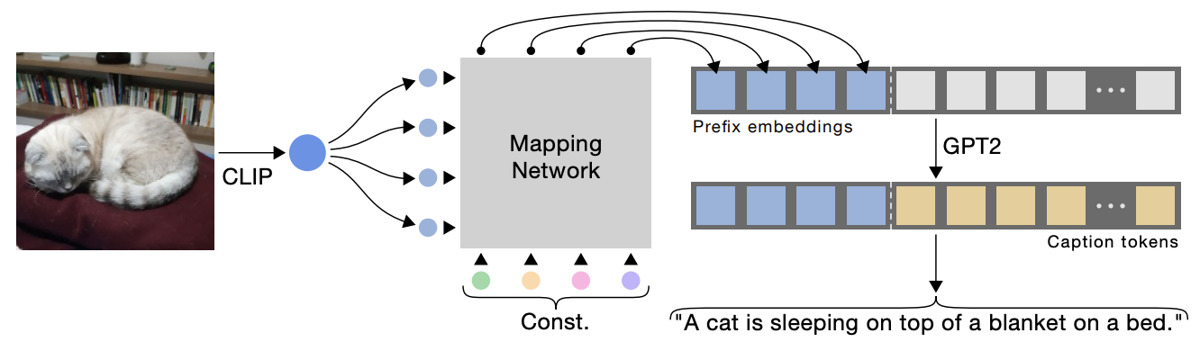 CLIP
Mapping
Network
Const.
Prefix embeddings
GPT2
Caption tokens
"A cat is sleeping on top of a blanket on a bed."